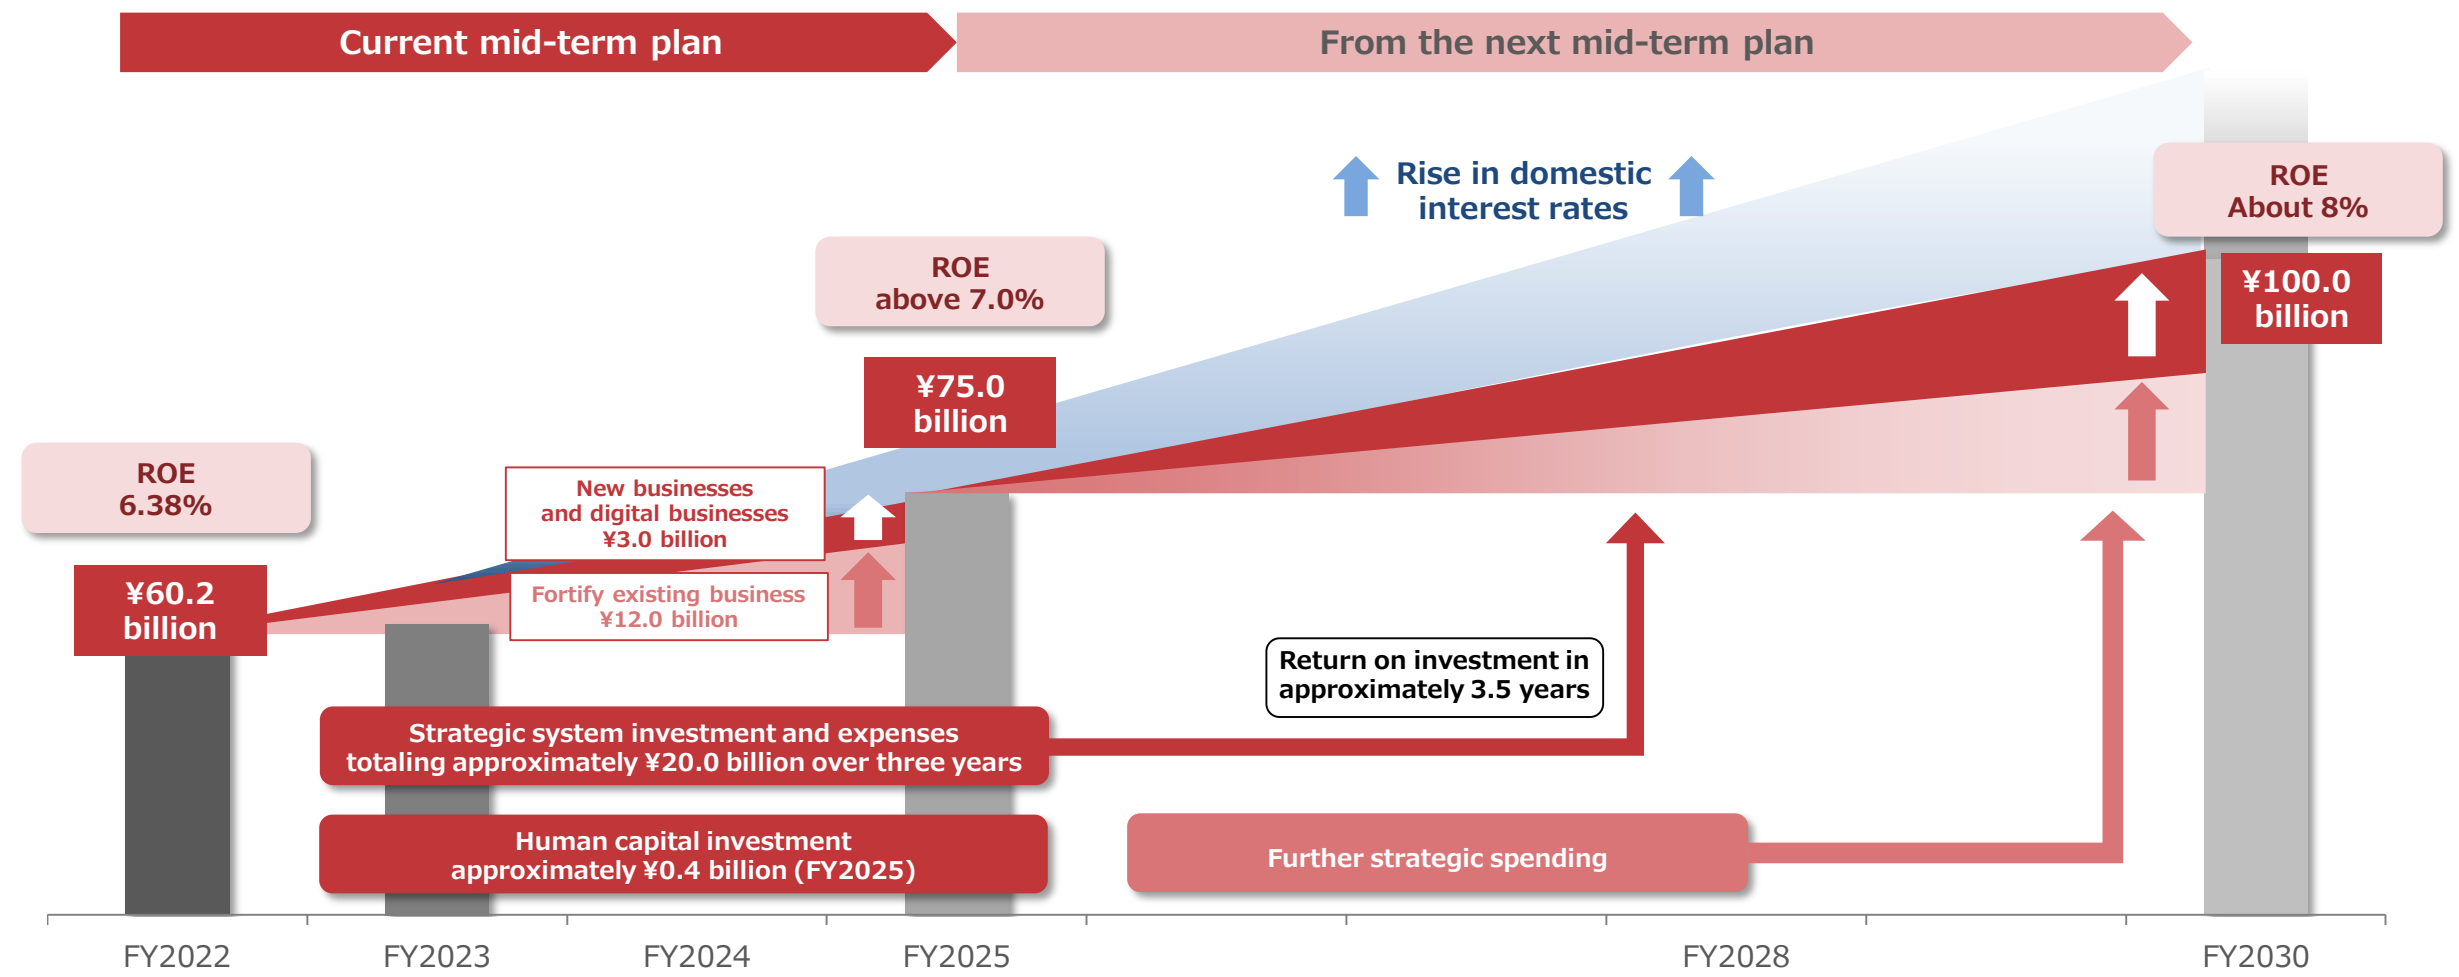 Current mid-term plan
From the next mid-term plan
Rise in domestic
interest rates
ROE
About 8%
¥100.0
billion
ROE
above 7.0%
¥75.0
billion
ROE
6.38%
¥60.2
billion
New businesses
and digital businesses
¥3.0 billion
Fortify existing business
¥12.0 billion
Return on investment in
approximately 3.5 years
Strategic system investment and expenses
totaling approximately ¥20.0 billion over three years
Human capital investment
approximately ¥0.4 billion (FY2025)
Further strategic spending
FY2022
FY2023
FY2024
FY2025
FY2028
FY2030